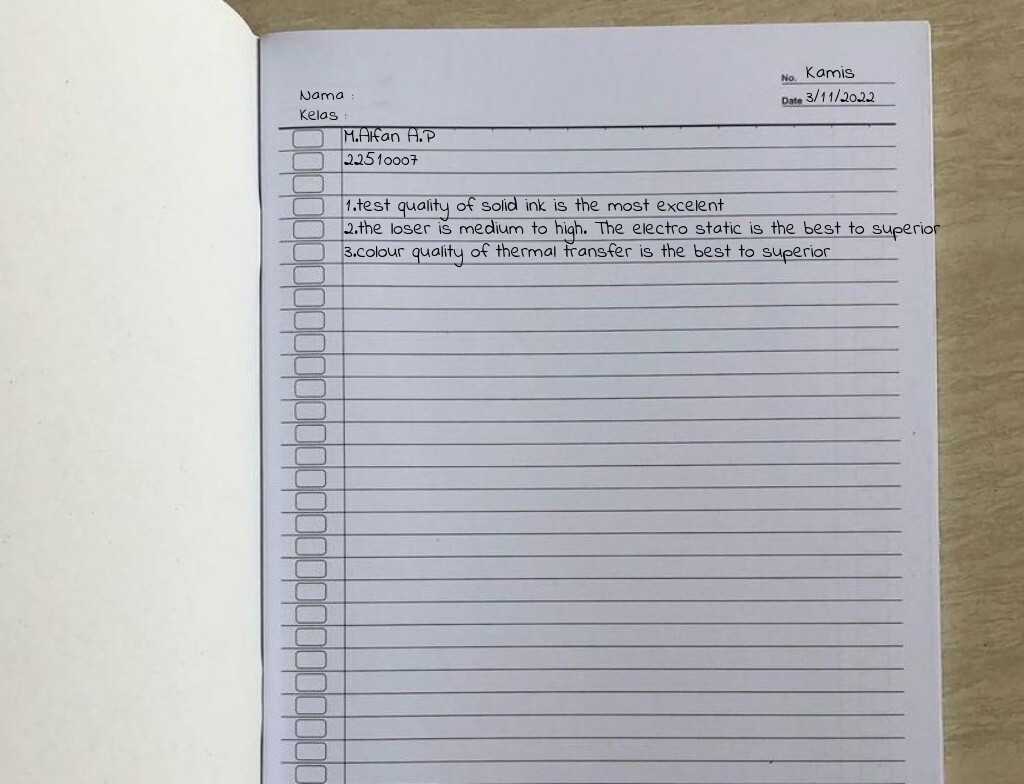 No. Kamis
Date 3/11/2022
Nama :
Kelas :
M.Alfan A.P
22510007
1.test quality of solid ink is the most excelent
2.the loser is medium to high. The electro static is the best to superior
3.colour quality of thermal transfer is the best to superior